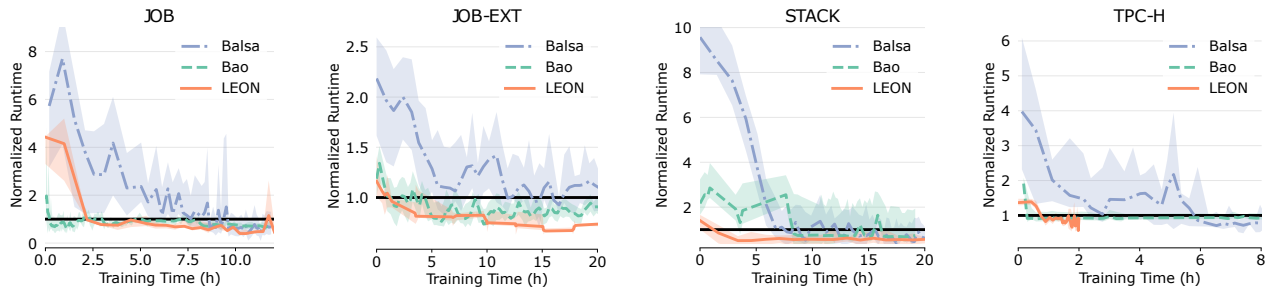 JOB
Normalized Runtime
8
6
4
2
0
Balsa
Bao
LEON
0.0 2.5 5.0 7.5 10.0
Training Time (h)
JOB-EXT
Normalized Runtime
2.5
2.0
1.5
1.0
Balsa
Bao
LEON
0 5 10 15 20
Training Time (h)
STACK
Normalized Runtime
10
8
6
4
2
Balsa
Bao
LEON
0 5 10 15 20
Training Time (h)
TPC-H
Normalized Runtime
6
5
4
3
2
1
Balsa
Bao
LEON
0 2 4 6 8
Training Time (h)